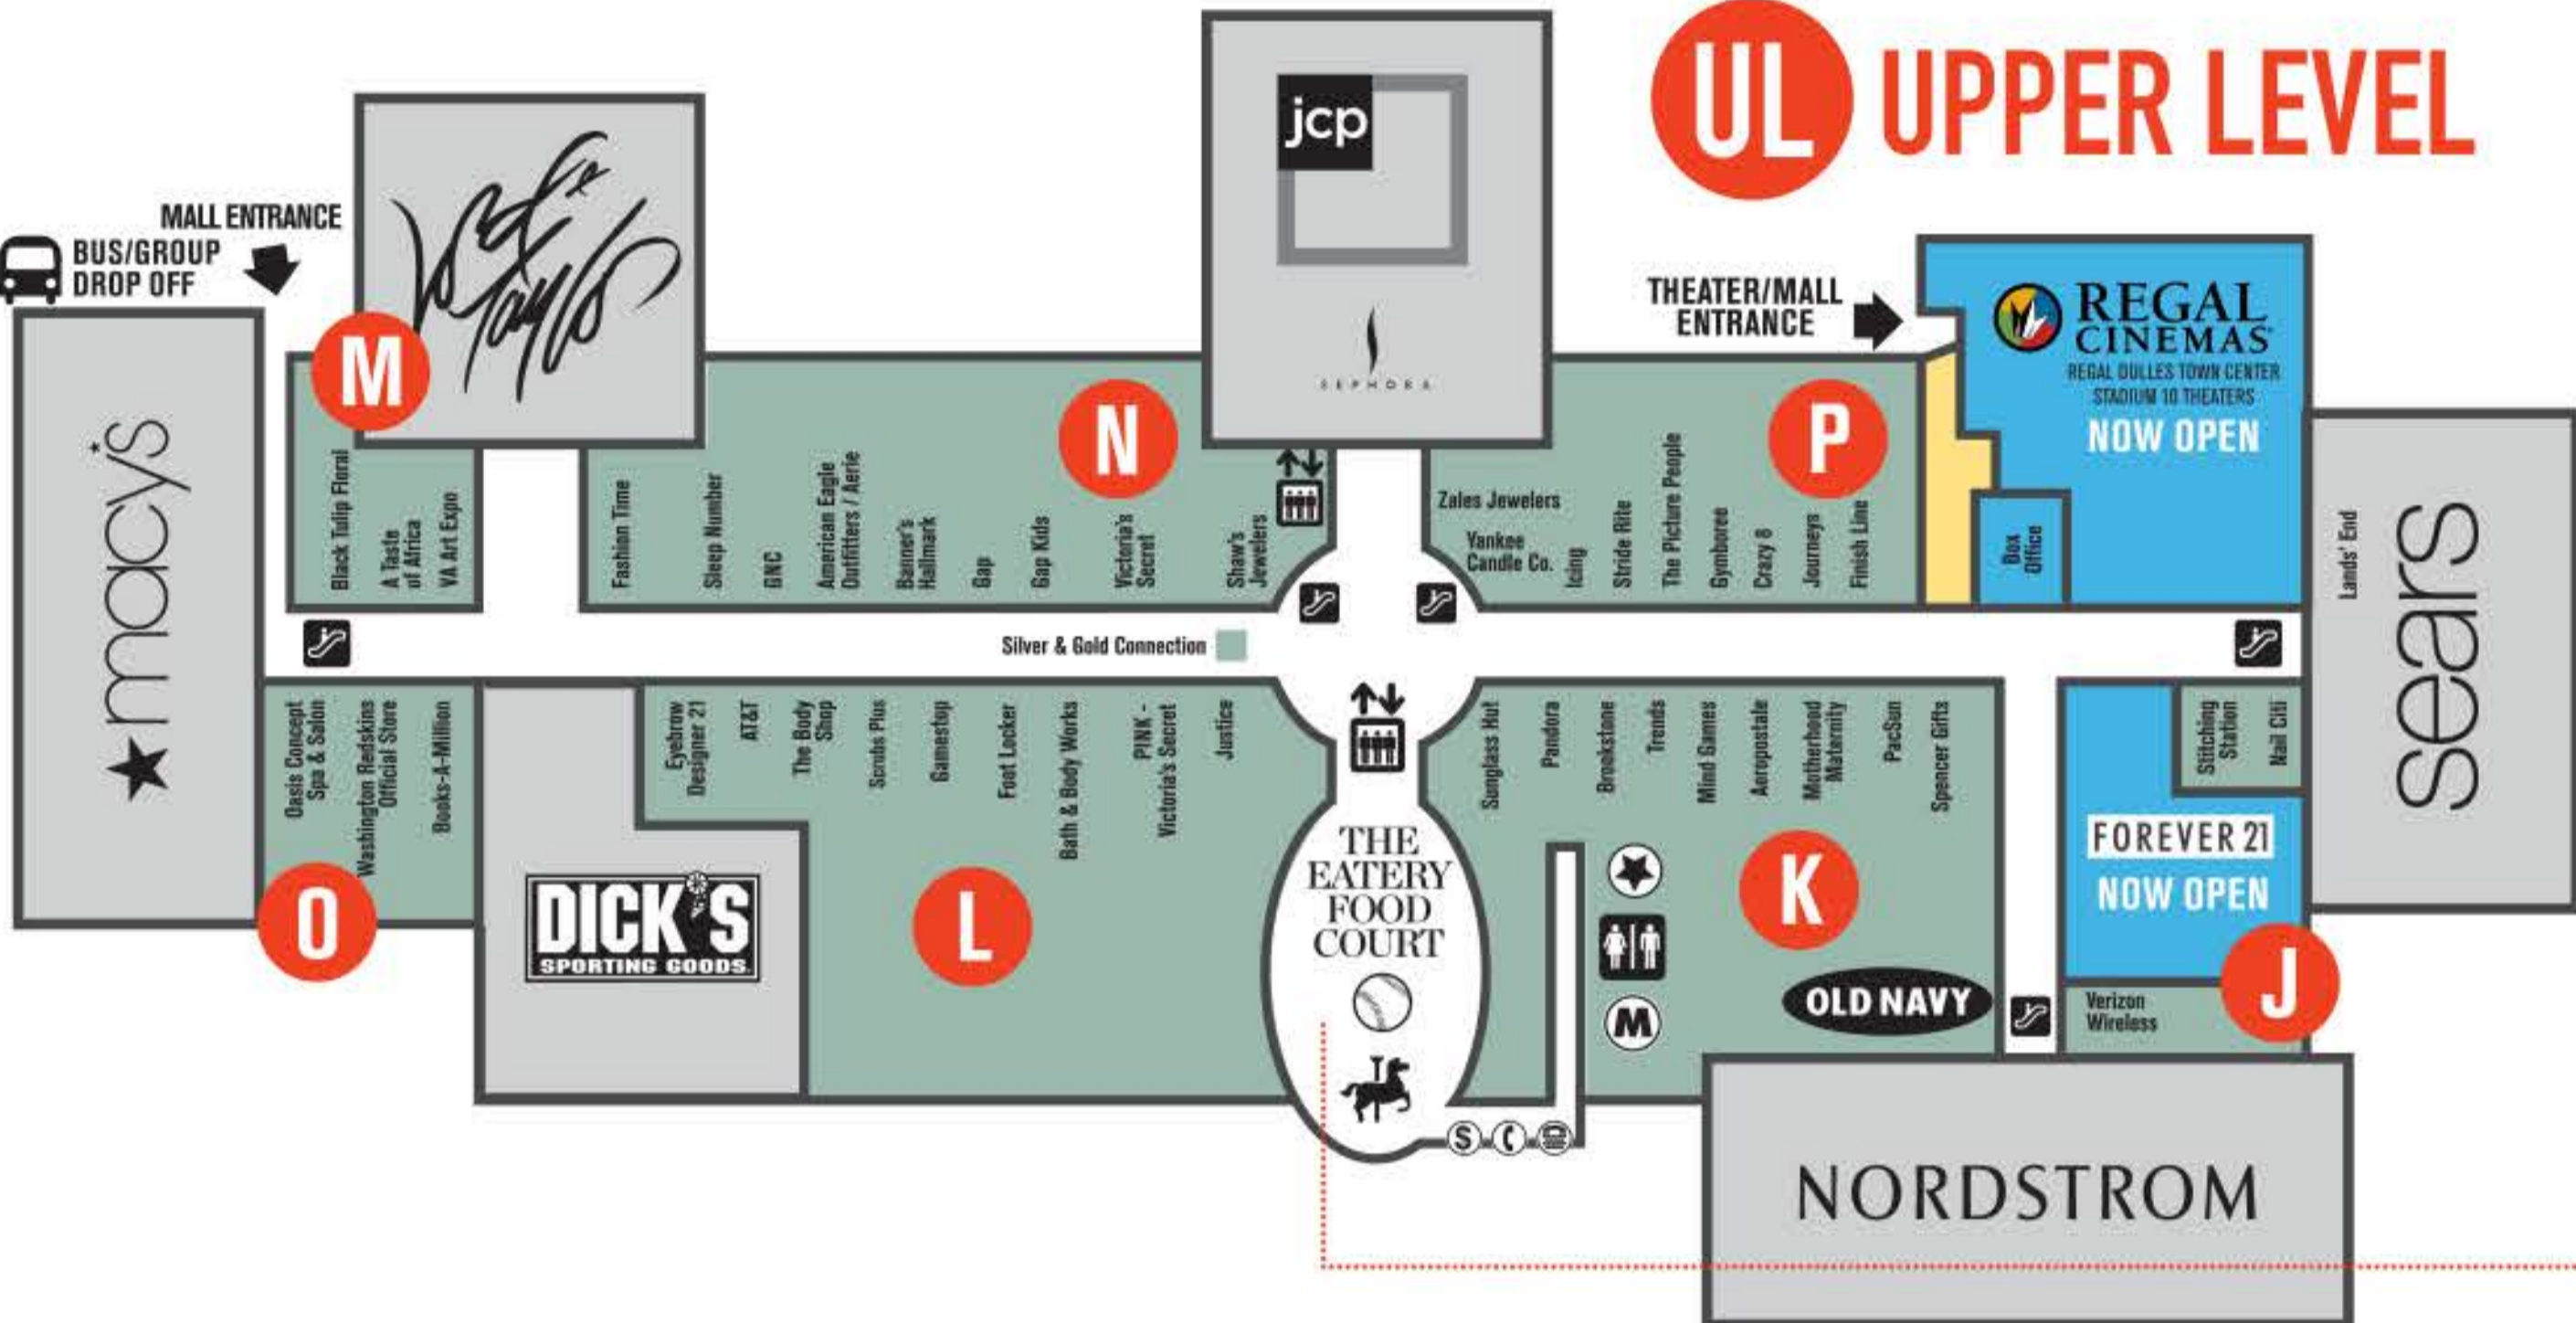 UL UPPER LEVEL
MALL ENTRANCE
BUS/GROUP
DROP OFF
Lord & Taylor
jcp
SEPHORA
THEATER/MALL
ENTRANCE
REGAL
CINEMAS
REGAL DULLES TOWN CENTER
STADIUM 10 THEATERS
NOW OPEN
Box
Office
macy's
M
Black Tulip Floral
A Taste
of Africa
VA Art Expo
N
Fashion Time
Sleep Number
GNC
American Eagle
Outfitters / Aerie
Banner's
Hallmark
Gap
Gap Kids
Victoria's
Secret
Shaw's
Jewelers
P
Zales Jewelers
Yankee
Candle Co.
Icing
Stride Rite
The Picture People
Gymboree
Crazy 8
Journeys
Finish Line
Lands' End
sears
Silver & Gold Connection
Oasis Concept
Spa & Salon
Washington Redskins
Official Store
Books-A-Million
O
DICK'S
SPORTING GOODS
Eyebrow
Designer 21
AT&T
The Body
Shop
Scrubs Plus
Gamestop
Foot Locker
Bath & Body Works
PINK -
Victoria's Secret
Justice
L
THE
EATERY
FOOD
COURT
Sunglass Hut
Pandora
Brookstone
Trends
Mind Games
Aeropostale
Motherhood
Maternity
PacSun
Spencer Gifts
K
M
S
OLD NAVY
Stitching
Station
Nail Citi
FOREVER 21
NOW OPEN
J
Verizon
Wireless
NORDSTROM